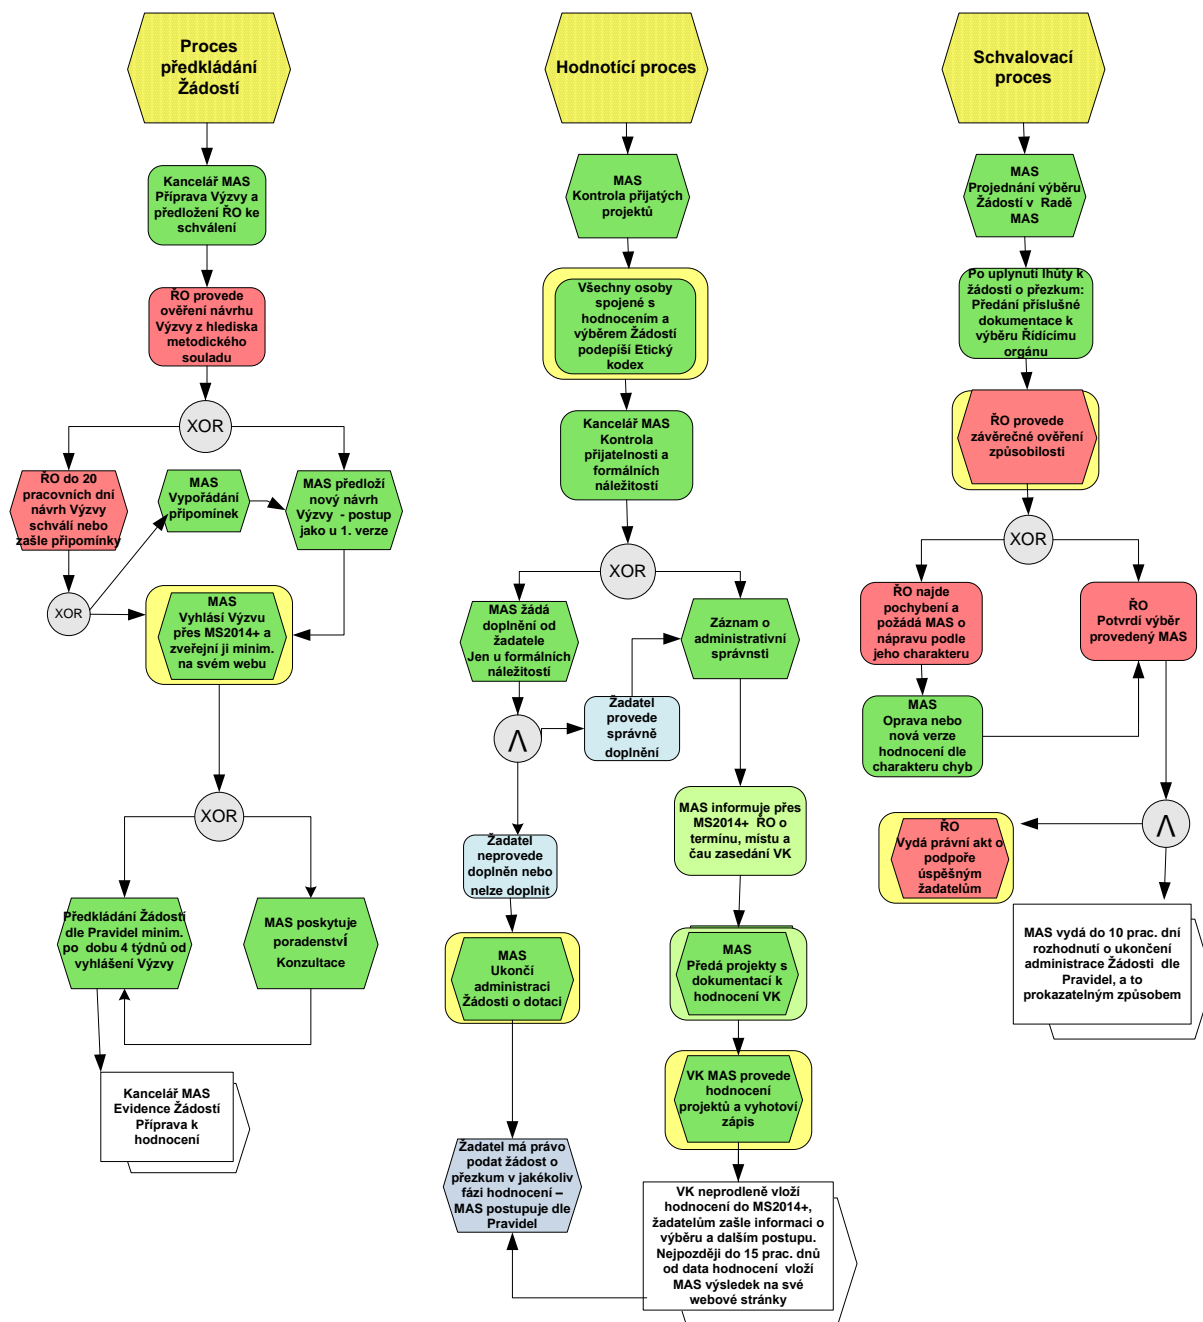 Proces
předkládání
Žádostí
Kancelář MAS
Příprava Výzvy a
předložení ŘO ke
schválení
ŘO provede
ověření návrhu
Výzvy z hlediska
metodického
souladu
XOR
ŘO do 20
pracovních dní
návrh Výzvy
schválí nebo
zašle připomínky
MAS
Vypořádání
připomínek
MAS předloží
nový návrh
Výzvy - postup
jako u 1. verze
XOR
MAS
Vyhlásí Výzvu
přes MS2014+ a
zveřejní ji minim.
na svém webu
XOR
Předkládání Žádostí
dle Pravidel minim.
po dobu 4 týdnů od
vyhlášení Výzvy
MAS poskytuje
poradenství
Konzultace
Kancelář MAS
Evidence Žádostí
Příprava k
hodnocení
Hodnotící proces
MAS
Kontrola přijatých
projektů
Všechny osoby
spojené s
hodnocením a
výběrem Žádostí
podepíší Etický
kodex
Kancelář MAS
Kontrola
přijatelnosti a
formálních
náležitostí
XOR
MAS žádá
doplnění od
žadatele
Jen u formálních
náležitostí
Záznam o
administrativní
správnsti
Λ
Žadatel
provede
správně
doplnění
Žadatel
neprovede
doplněn nebo
nelze doplnit
MAS informuje přes
MS2014+ ŘO o
termínu, místu a
čau zasedání VK
MAS
Ukončí
administraci
Žádosti o dotaci
MAS
Předá projekty s
dokumentací k
hodnocení VK
VK MAS provede
hodnocení
projektů a vyhotoví
zápis
Žadatel má právo
podat žádost o
přezkum v jakékoliv
fázi hodnocení –
MAS postupuje dle
Pravidel
VK neprodleně vloží
hodnocení do MS2014+,
žadatelům zašle informaci o
výběru a dalším postupu.
Nejpozději do 15 prac. dnů
od data hodnocení vloží
MAS výsledek na své
webové stránky
Schvalovací
proces
MAS
Projednání výběru
Žádostí v Radě
MAS
Po uplynutí lhůty k
žádosti o přezkum:
Předání příslušné
dokumentace k
výběru Řídícímu
orgánu
ŘO provede
závěrečné ověření
způsobilosti
XOR
ŘO najde
pochybení a
požádá MAS o
nápravu podle
jeho charakteru
ŘO
Potvrdí výběr
provedený MAS
MAS
Oprava nebo
nová verze
hodnocení dle
charakteru chyb
Λ
ŘO
Vydá právní akt o
podpoře
úspěšným
žadatelům
MAS vydá do 10 prac. dní
rozhodnutí o ukončení
administrace Žádosti dle
Pravidel, a to
prokazatelným způsobem